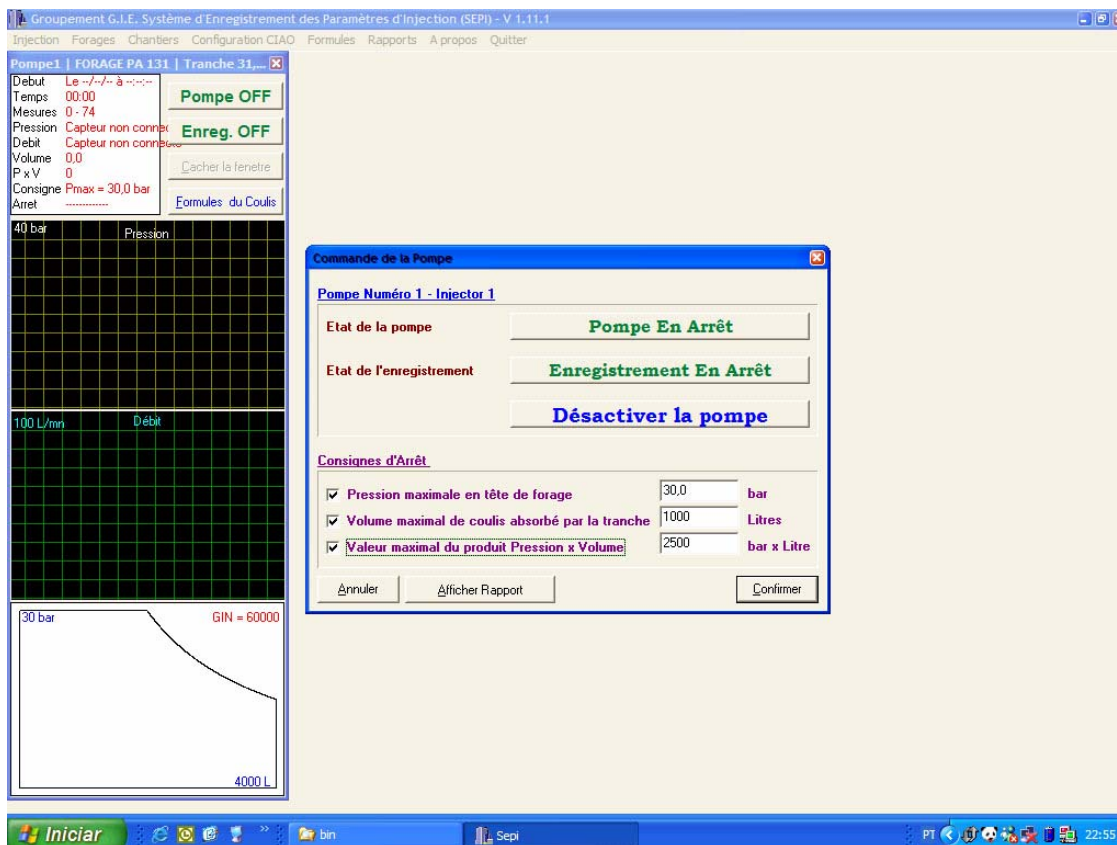 Groupement G.I.E. Système d'Enregistrement des Paramètres d'Injection (SEPI) - V 1.11.1
Injection Forages Chantiers Configuration CIAO Formules Rapports A propos Quitter
Pompe1 | FORAGE PA 131 | Tranche 31,...
Debut Le --/--/-- à --:--:--
Temps 00:00
Mesures 0 - 74
Pression Capteur non conne
Debit Capteur non connecté
Volume 0,0
P x V 0
Consigne Pmax = 30,0 bar
Arret -------------
Pompe OFF
Enreg. OFF
Cacher la fenetre
Formules du Coulis
40 bar Pression
100 L/mn Débit
30 bar GIN = 60000
4000 L
Commande de la Pompe
Pompe Numéro 1 - Injector 1
Etat de la pompe Pompe En Arrêt
Etat de l'enregistrement Enregistrement En Arrêt
Désactiver la pompe
Consignes d'Arrêt
Pression maximale en tête de forage 30,0 bar
Volume maximal de coulis absorbé par la tranche 1000 Litres
Valeur maximal du produit Pression x Volume 2500 bar x Litre
Annuler Afficher Rapport Confirmer
Iniciar bin Sepi PT 22:55